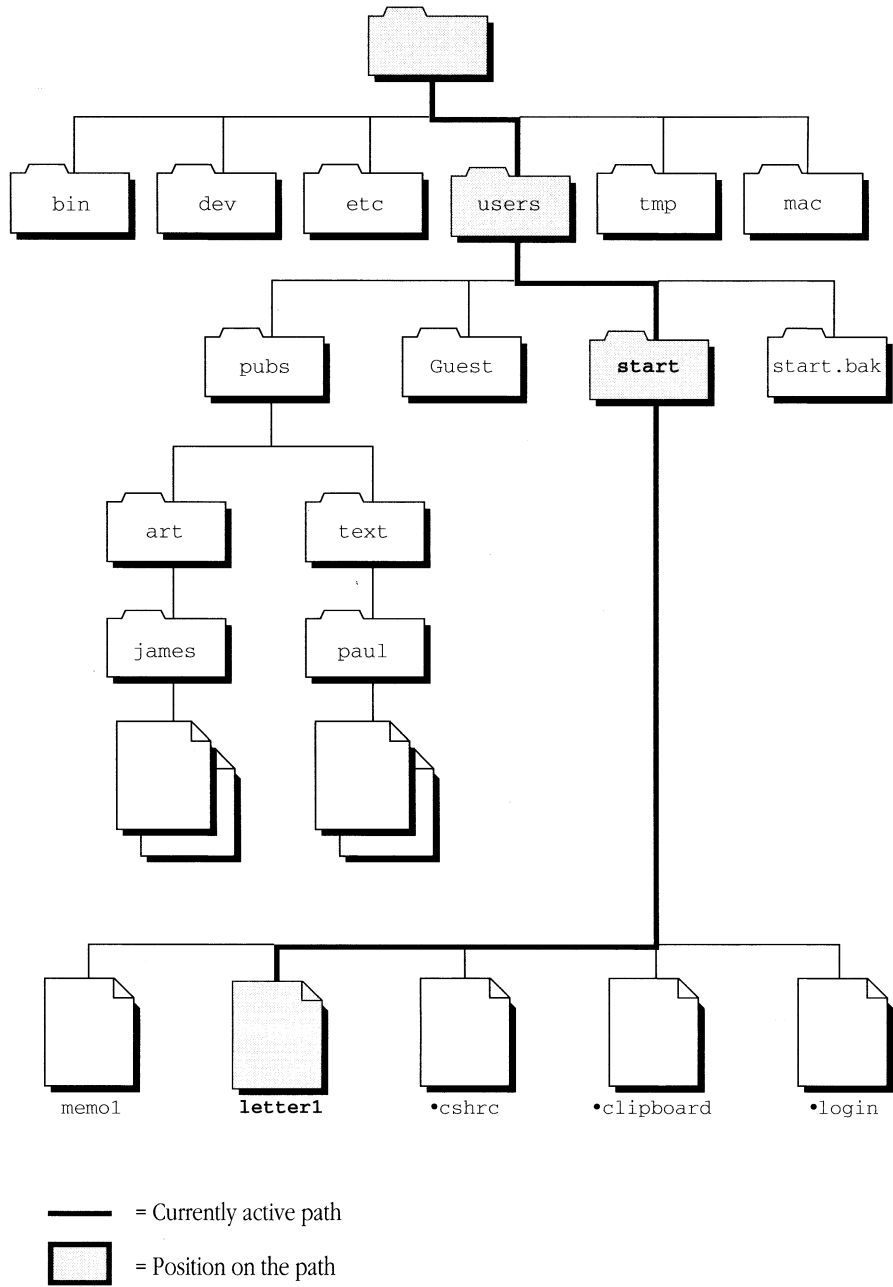 bin
dev
etc
users
tmp
mac
pubs
Guest
start
start.bak
art
text
james
paul
memo1
letter1
•cshrc
•clipboard
•login
= Currently active path
= Position on the path